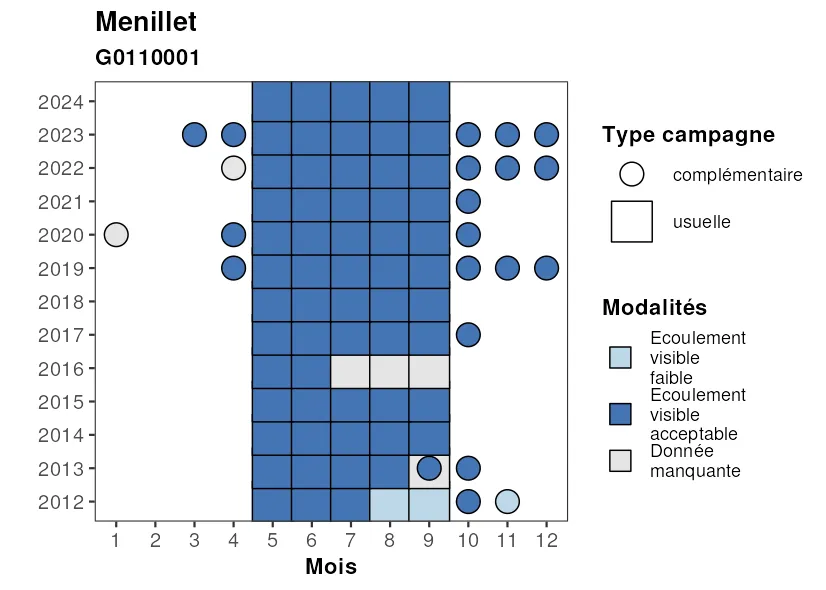 Menillet
G0110001
2024
2023
2022
2021
2020
2019
2018
2017
2016
2015
2014
2013
2012
1 2 3 4 5 6 7 8 9 10 11 12
Mois
Type campagne
complémentaire
usuelle
Modalités
Ecoulement
visible
faible
Ecoulement
visible
acceptable
Donnée
manquante